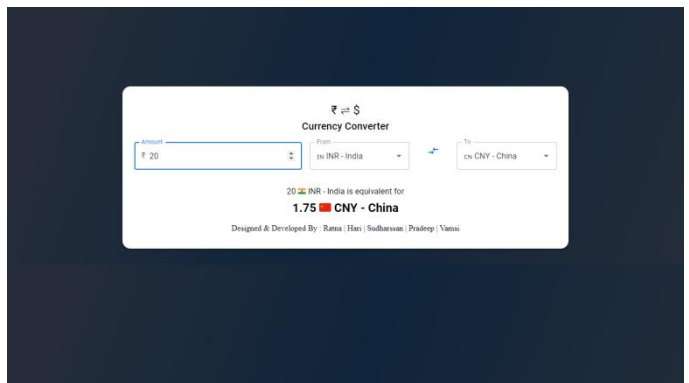 ₹ ⇌ $
Currency Converter
Amount From To
₹ 20 IN INR - India CN CNY - China
20 🇮🇳 INR - India is equivalent for
1.75 🇨🇳 CNY - China
Designed & Developed By : Ratna | Hari | Sudharssan | Pradeep | Vamsi